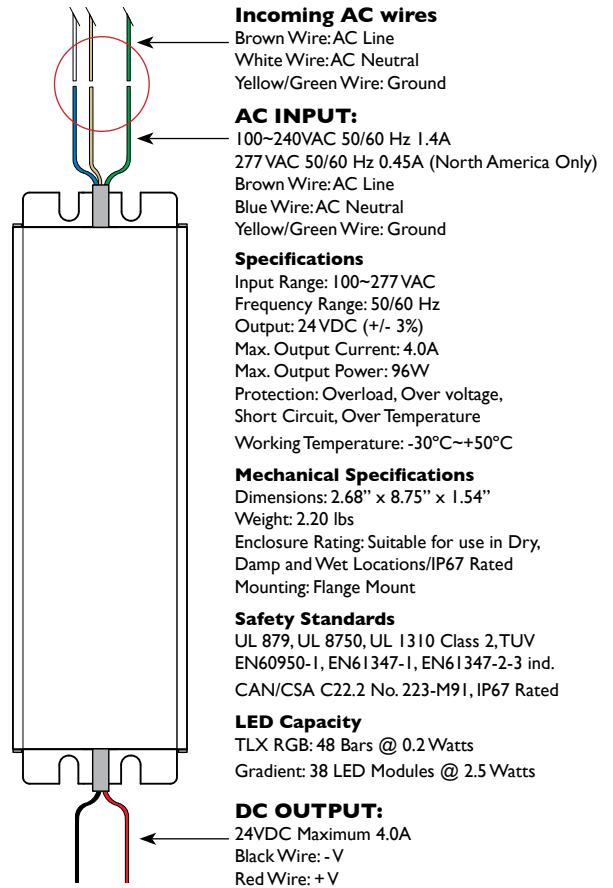 Incoming AC wires
Brown Wire: AC Line
White Wire: AC Neutral
Yellow/Green Wire: Ground
AC INPUT:
100~240VAC 50/60 Hz 1.4A
277 VAC 50/60 Hz 0.45A (North America Only)
Brown Wire: AC Line
Blue Wire: AC Neutral
Yellow/Green Wire: Ground
Specifications
Input Range: 100~277 VAC
Frequency Range: 50/60 Hz
Output: 24 VDC (+/- 3%)
Max. Output Current: 4.0A
Max. Output Power: 96W
Protection: Overload, Over voltage,
Short Circuit, Over Temperature
Working Temperature: -30ºC~+50ºC
Mechanical Specifications
Dimensions: 2.68” x 8.75” x 1.54”
Weight: 2.20 lbs
Enclosure Rating: Suitable for use in Dry,
Damp and Wet Locations/IP67 Rated
Mounting: Flange Mount
Safety Standards
UL 879, UL 8750, UL 1310 Class 2, TUV
EN60950-1, EN61347-1, EN61347-2-3 ind.
CAN/CSA C22.2 No. 223-M91, IP67 Rated
LED Capacity
TLX RGB: 48 Bars @ 0.2 Watts
Gradient: 38 LED Modules @ 2.5 Watts
DC OUTPUT:
24VDC Maximum 4.0A
Black Wire: - V
Red Wire: + V